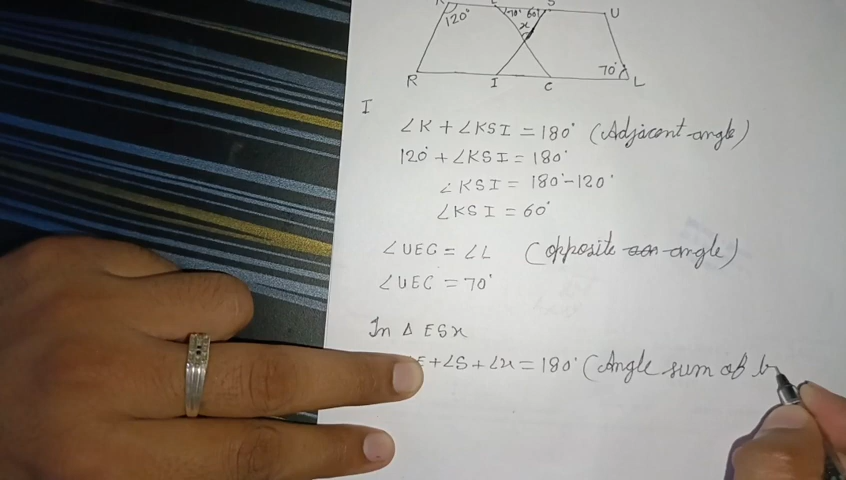 K E S U
120° 70° 60°
x
70°
R I C L
I
∠K + ∠KSI = 180° (Adjacent angle)
120° + ∠KSI = 180°
∠KSI = 180° - 120°
∠KSI = 60°
∠UEC = ∠L (opposite angle)
∠UEC = 70°
In △ ESx
E + ∠S + ∠x = 180° (Angle sum of